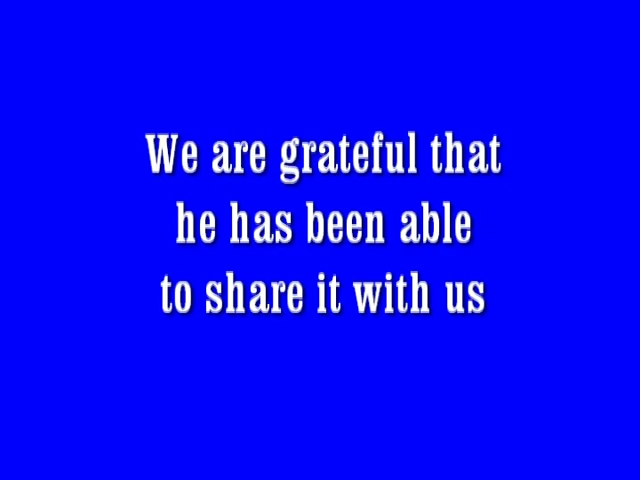 We are grateful that
he has been able
to share it with us